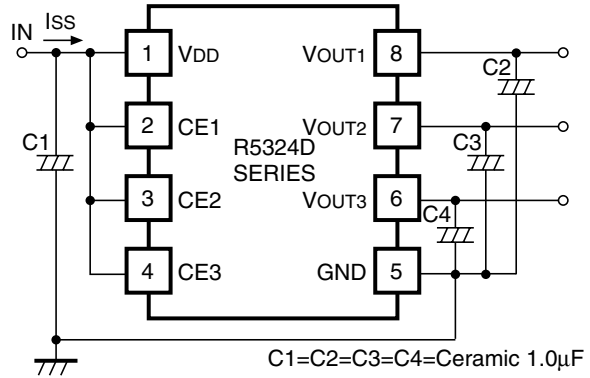 IN
ISS
1 VDD
VOUT1 8
C2
2 CE1
VOUT2 7
C1
C3
R5324D
SERIES
3 CE2
VOUT3 6
C4
4 CE3
GND 5
C1=C2=C3=C4=Ceramic 1.0μF